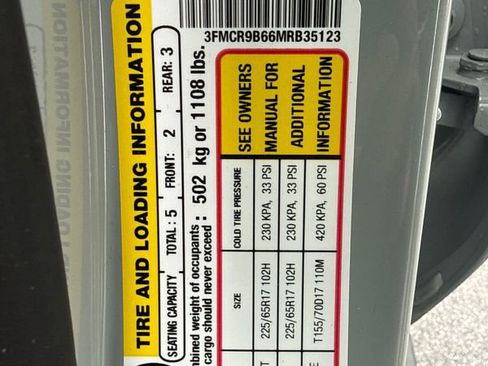 3FMCR9B66MRB35123
TIRE AND LOADING INFORMATION
SEATING CAPACITY TOTAL : 5 FRONT: 2 REAR: 3
mbined weight of occupants :
cargo should never exceed : 502 kg or 1108 lbs.
SIZE COLD TIRE PRESSURE SEE OWNERS
225/65R17 102H 230 KPA, 33 PSI MANUAL FOR
225/65R17 102H 230 KPA, 33 PSI ADDITIONAL
T155/70D17 110M 420 KPA, 60 PSI INFORMATION